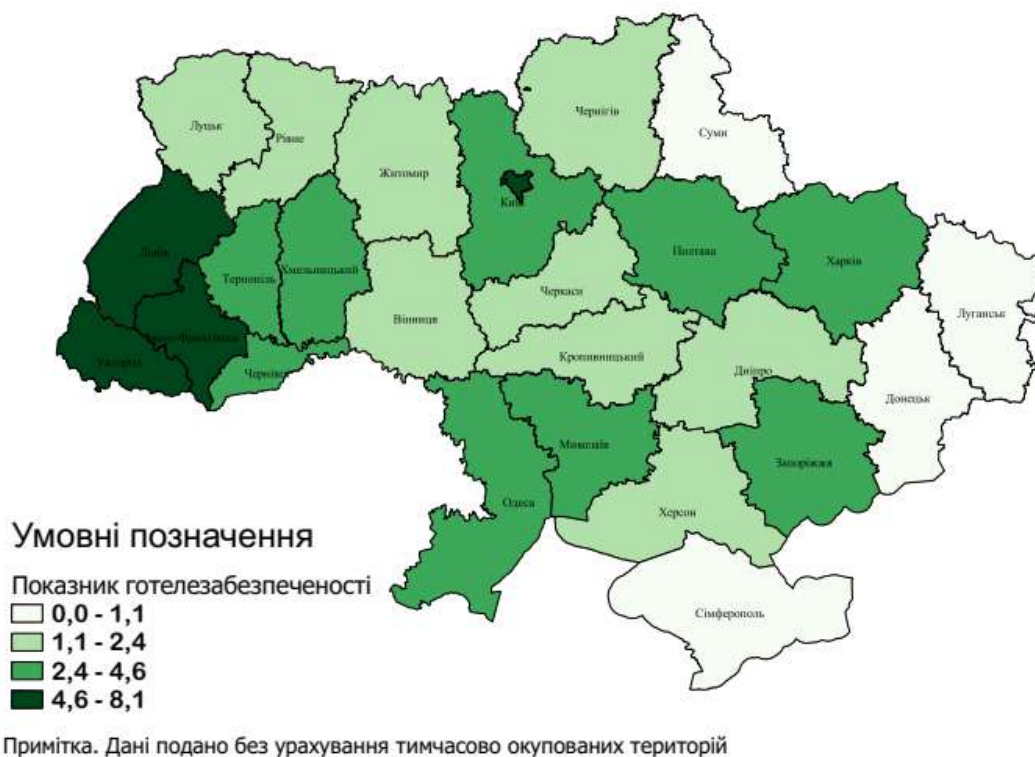 Чернігів
Суми
Луцьк
Рівне
Житомир
Київ
Львів
Тернопіль
Хмельницький
Полтава
Харків
Черкаси
Вінниця
Луганськ
Ужгород
Чернівці
Кропивницький
Дніпро
Донецьк
Миколаїв
Запоріжжя
Одеса
Херсон
Сімферополь
Умовні позначення
Показник готелезабезпеченості
0,0 - 1,1
1,1 - 2,4
2,4 - 4,6
4,6 - 8,1
Примітка. Дані подано без урахування тимчасово окупованих територій